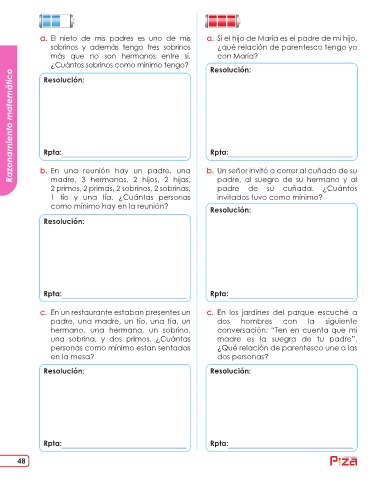 Razonamiento matemático
a. El nieto de mis padres es uno de mis
sobrinos y además tengo tres sobrinos
más que no son hermanos entre sí.
¿Cuántos sobrinos como mínimo tengo?
Resolución:
Rpta:
b. En una reunión hay un padre, una
madre, 3 hermanos, 2 hijos, 2 hijas,
2 primos, 2 primas, 2 sobrinos, 2 sobrinas,
1 tío y una tía. ¿Cuántas personas
como mínimo hay en la reunión?
Resolución:
Rpta:
c. En un restaurante estaban presentes un
padre, una madre, un tío, una tía, un
hermano, una hermana, un sobrino,
una sobrina, y dos primos. ¿Cuántas
personas como mínimo estan sentadas
en la mesa?
Resolución:
Rpta:
a. Si el hijo de María es el padre de mi hijo,
¿qué relación de parentesco tengo yo
con María?
Resolución:
Rpta:
b. Un señor invitó a correr al cuñado de su
padre, al suegro de su hermano y al
padre de su cuñada. ¿Cuántos
invitados tuvo como mínimo?
Resolución:
Rpta:
c. En los jardines del parque escuché a
dos hombres con la siguiente
conversación: “Ten en cuenta que mi
madre es la suegra de tu padre”.
¿Qué relación de parentesco une a las
dos personas?
Resolución:
Rpta:
48